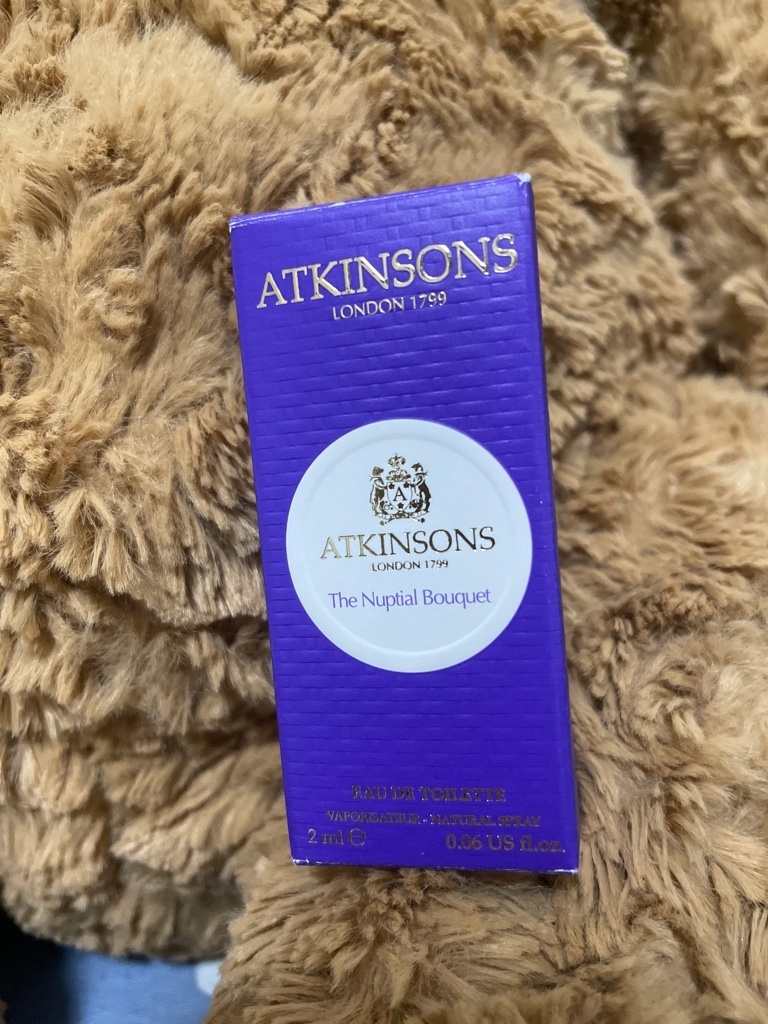 ATKINSONS
LONDON 1799
A
ATKINSONS
LONDON 1799
The Nuptial Bouquet
EAU DE TOILETTE
VAPORISATEUR - NATURAL SPRAY
2 ml ℮ 0.06 US fl.oz.